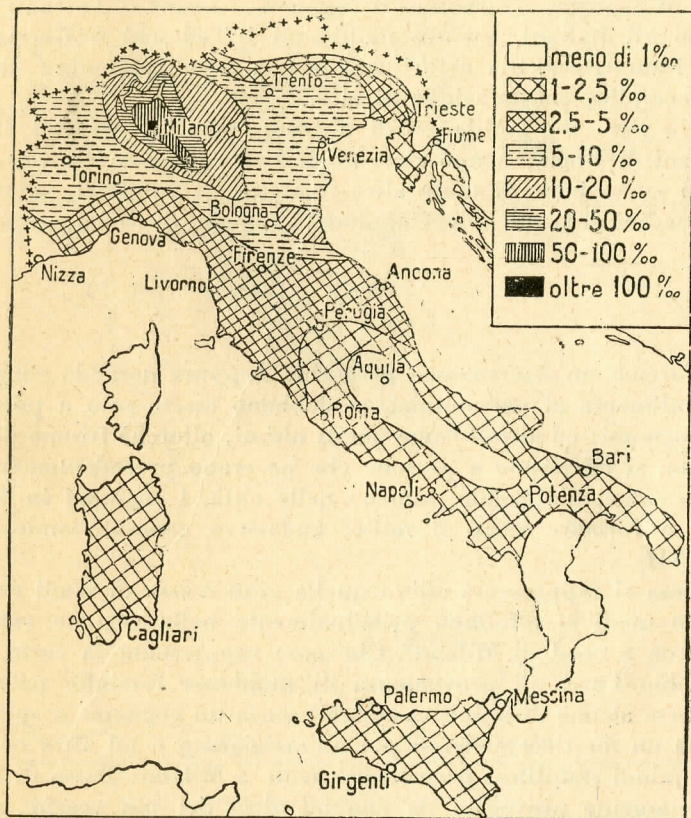 meno di 1‰
1-2,5 ‰
2,5-5 ‰
5-10 ‰
10-20 ‰
20-50 ‰
50-100 ‰
oltre 100 ‰
Trento
Trieste
Fiume
Milano
Venezia
Torino
Bologna
Genova
Firenze
Nizza
Livorno
Ancona
Perugia
Aquila
Roma
Bari
Napoli
Potenza
Cagliari
Palermo
Messina
Girgenti